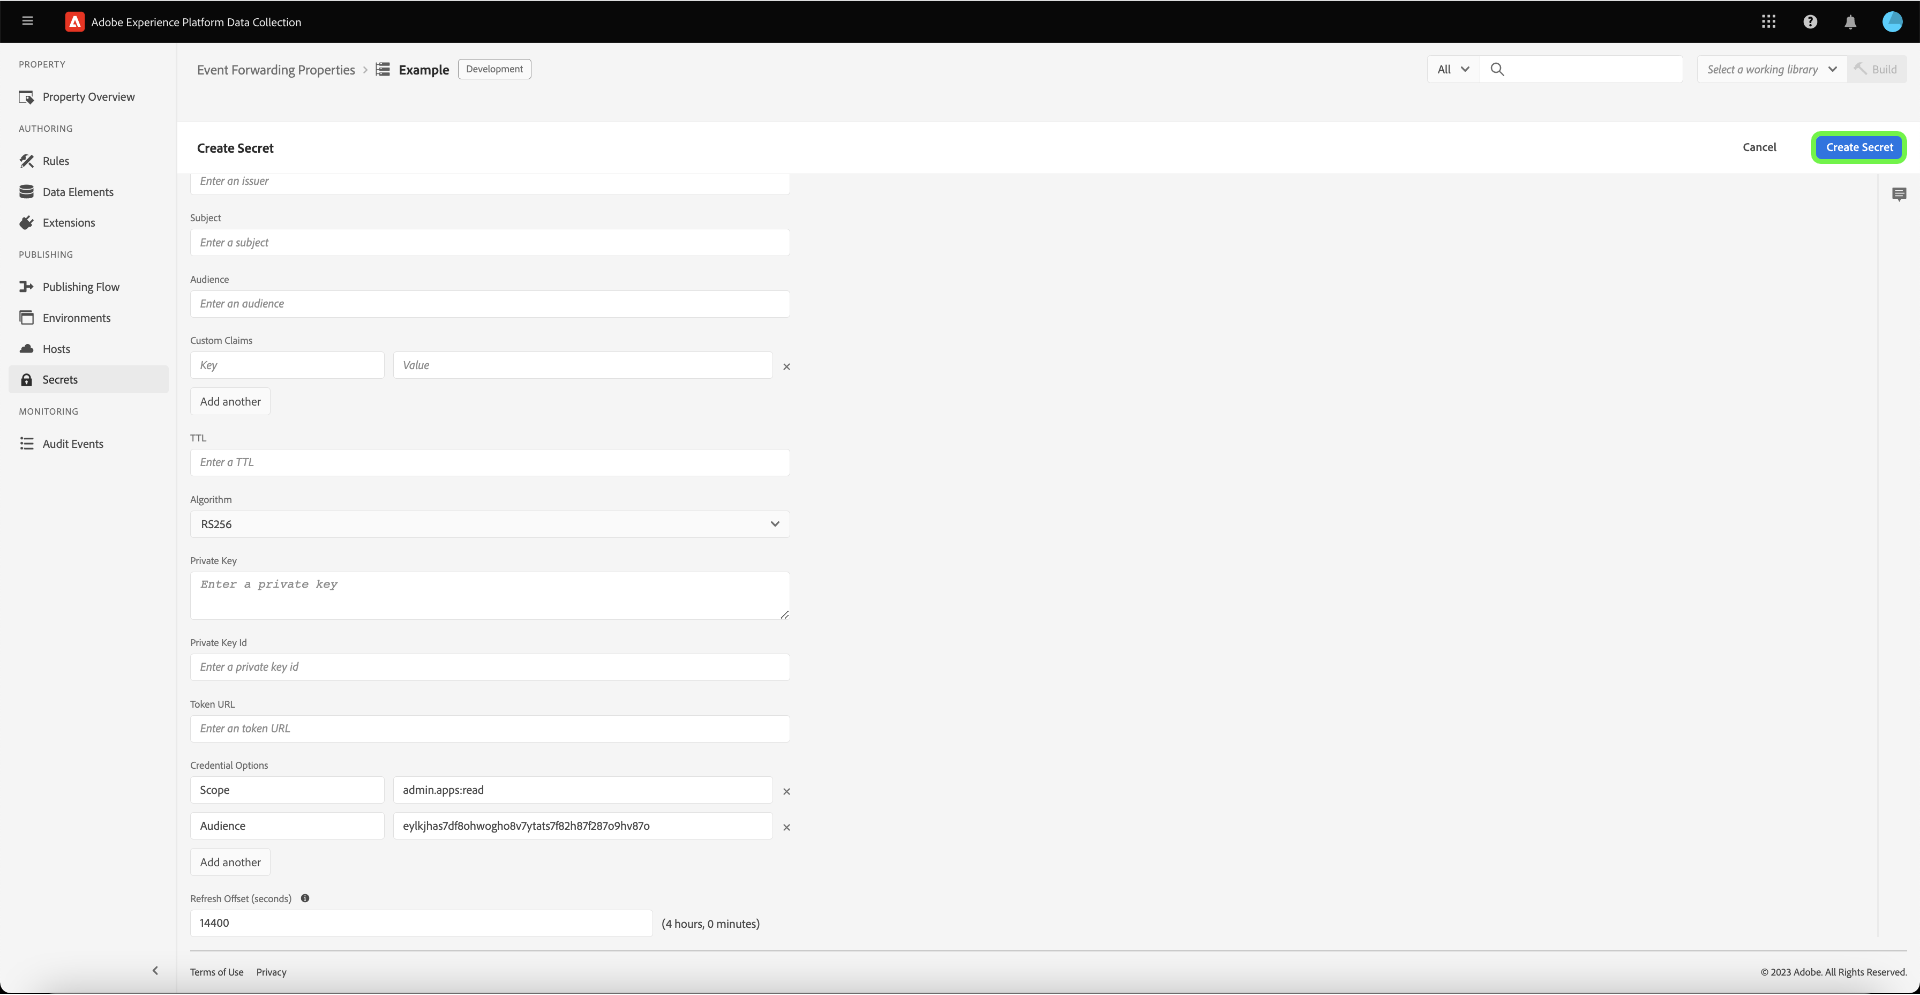 Adobe Experience Platform Data Collection
PROPERTY
Property Overview
AUTHORING
Rules
Data Elements
Extensions
PUBLISHING
Publishing Flow
Environments
Hosts
Secrets
MONITORING
Audit Events
Event Forwarding Properties > Example Development
All
Select a working library
Build
Create Secret
Cancel
Create Secret
Enter an issuer
Subject
Enter a subject
Audience
Enter an audience
Custom Claims
Key Value
Add another
TTL
Enter a TTL
Algorithm
RS256
Private Key
Enter a private key
Private Key Id
Enter a private key id
Token URL
Enter an token URL
Credential Options
Scope admin.apps:read
Audience eylkjhas7df8ohwogho8v7ytats7f82h87f287o9hv87o
Add another
Refresh Offset (seconds)
14400 (4 hours, 0 minutes)
Terms of Use Privacy
© 2023 Adobe. All Rights Reserved.